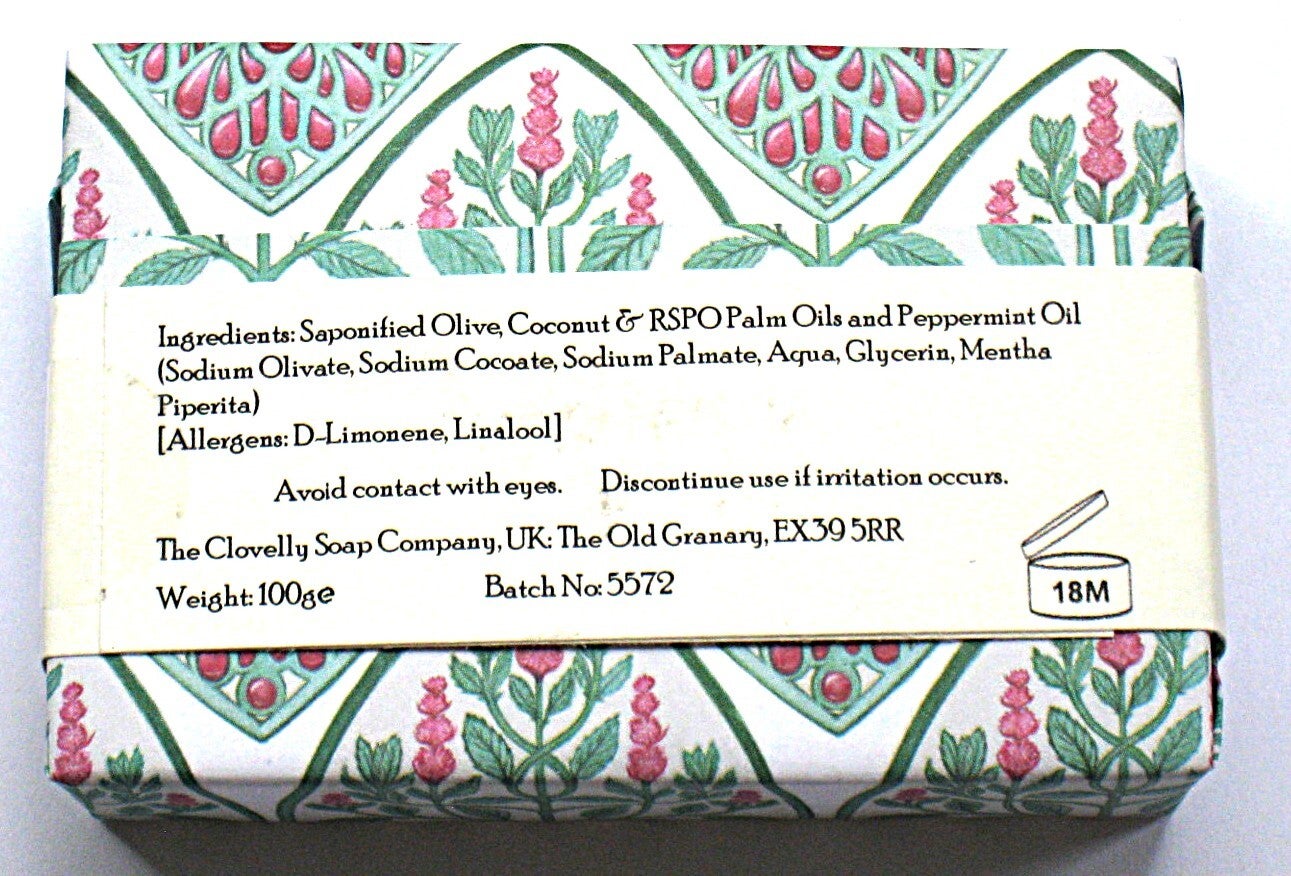 Ingredients: Saponified Olive, Coconut & RSPO Palm Oils and Peppermint Oil
(Sodium Olivate, Sodium Cocoate, Sodium Palmate, Aqua, Glycerin, Mentha
Piperita)
[Allergens: D-Limonene, Linalool]
Avoid contact with eyes. Discontinue use if irritation occurs.
The Clovelly Soap Company, UK: The Old Granary, EX39 5RR
Weight: 100ge Batch No: 5572
18M